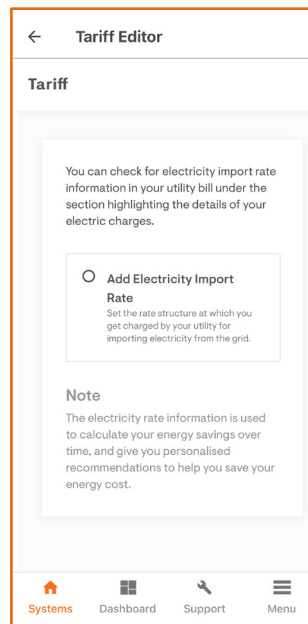 Tariff Editor
Tariff
You can check for electricity import rate
information in your utility bill under the
section highlighting the details of your
electric charges.
Add Electricity Import
Rate
Set the rate structure at which you
get charged by your utility for
importing electricity from the grid.
Note
The electricity rate information is used
to calculate your energy savings over
time, and give you personalised
recommendations to help you save your
energy cost.
Systems Dashboard Support Menu